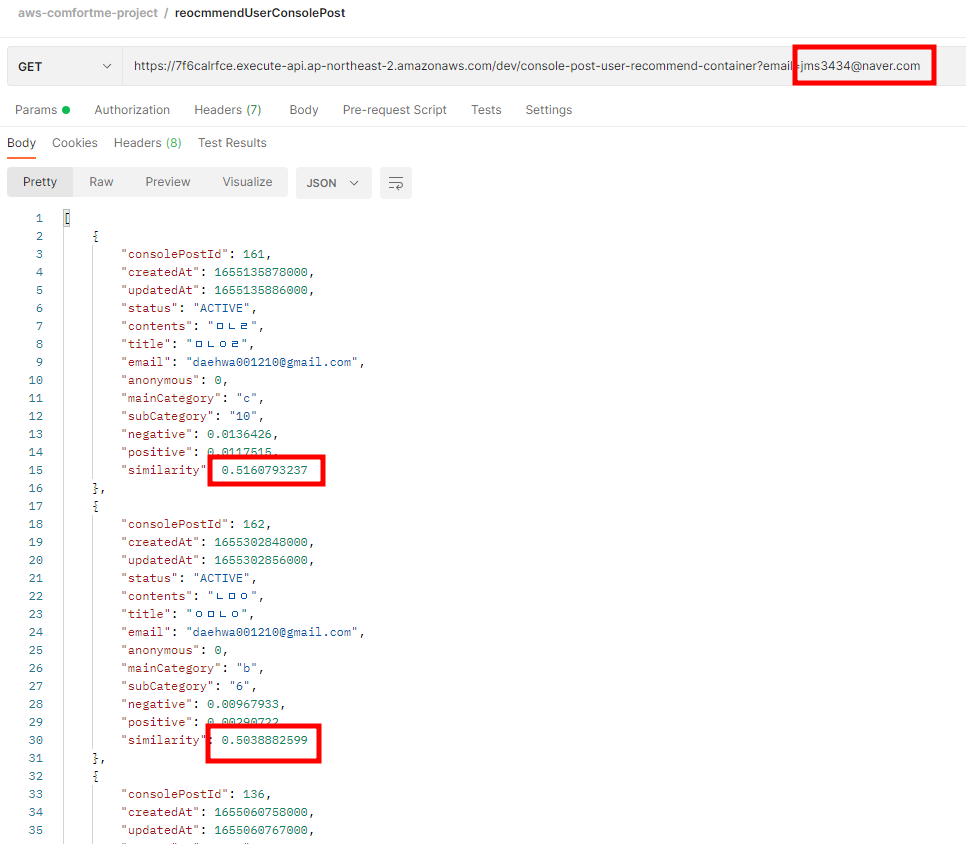 aws-comfortme-project / reocmmendUserConsolePost
GET https://7f6calrfce.execute-api.ap-northeast-2.amazonaws.com/dev/console-post-user-recommend-container?email=jms3434@naver.com
Params Authorization Headers (7) Body Pre-request Script Tests Settings
Body Cookies Headers (8) Test Results
Pretty Raw Preview Visualize JSON
1 [
2 {
3 "consolePostId": 161,
4 "createdAt": 1655135878000,
5 "updatedAt": 1655135886000,
6 "status": "ACTIVE",
7 "contents": "ㅁㄴㄹ",
8 "title": "ㅁㄴㅇㄹ",
9 "email": "daehwa001210@gmail.com",
10 "anonymous": 0,
11 "mainCategory": "c",
12 "subCategory": "10",
13 "negative": 0.0136426,
14 "positive": 0.0117515,
15 "similarity": 0.5160793237
16 },
17 {
18 "consolePostId": 162,
19 "createdAt": 1655302848000,
20 "updatedAt": 1655302856000,
21 "status": "ACTIVE",
22 "contents": "ㄴㅁㅇ",
23 "title": "ㅇㅁㄴㅇ",
24 "email": "daehwa001210@gmail.com",
25 "anonymous": 0,
26 "mainCategory": "b",
27 "subCategory": "6",
28 "negative": 0.00967933,
29 "positive": 0.00290722,
30 "similarity": 0.5038882599
31 },
32 {
33 "consolePostId": 136,
34 "createdAt": 1655060758000,
35 "updatedAt": 1655060767000,